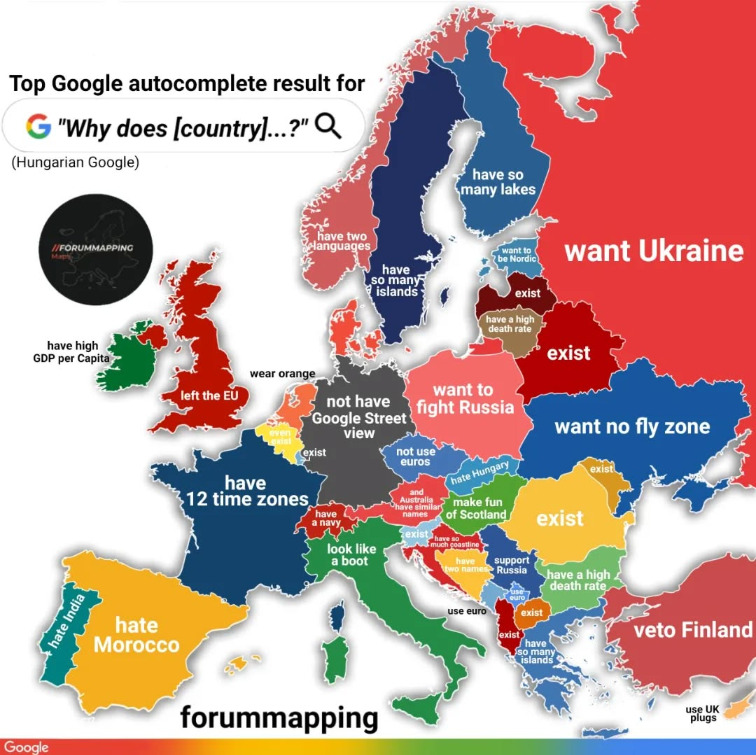 Top Google autocomplete result for
G "Why does [country]...?"
(Hungarian Google)
//FORUMMAPPING
Maps
have two
languages
have
so many
islands
have so
many lakes
want to
be Nordic
want Ukraine
exist
have a high
death rate
exist
have high
GDP per Capita
left the EU
wear orange
not have
Google Street
view
want to
fight Russia
want no fly zone
even
exist
exist
not use
euros
hate Hungary
exist
have
12 time zones
have
a navy
and
Australia
have similar
names
make fun
of Scotland
exist
look like
a boot
exist
have so
much coastline
have
two names
support
Russia
have a high
death rate
use euro
use
euro
exist
exist
have
so many
islands
hate India
hate
Morocco
veto Finland
use UK
plugs
forummapping
Google